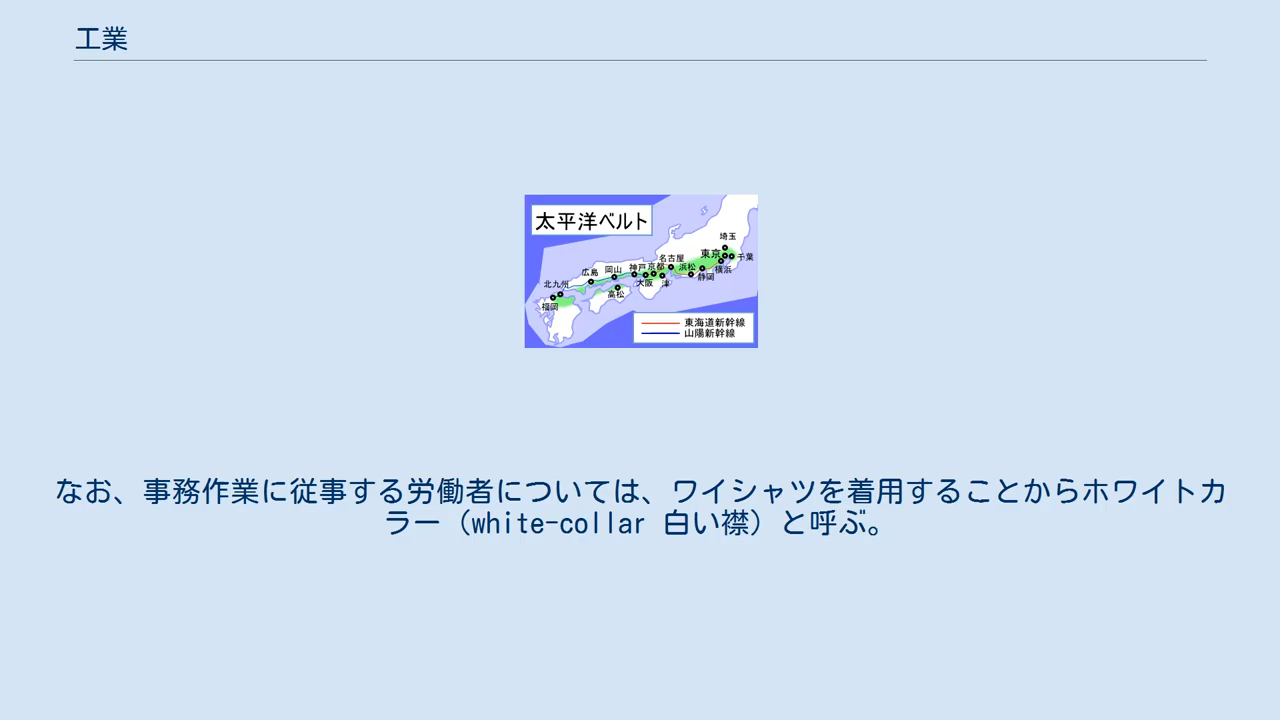 工業
太平洋ベルト
埼玉
東京
千葉
名古屋
横浜
神戸
京都
浜松
静岡
広島
岡山
大阪
津
北九州
高松
福岡
東海道新幹線
山陽新幹線
なお、事務作業に従事する労働者については、ワイシャツを着用することからホワイトカ
ラー（white-collar 白い襟）と呼ぶ。